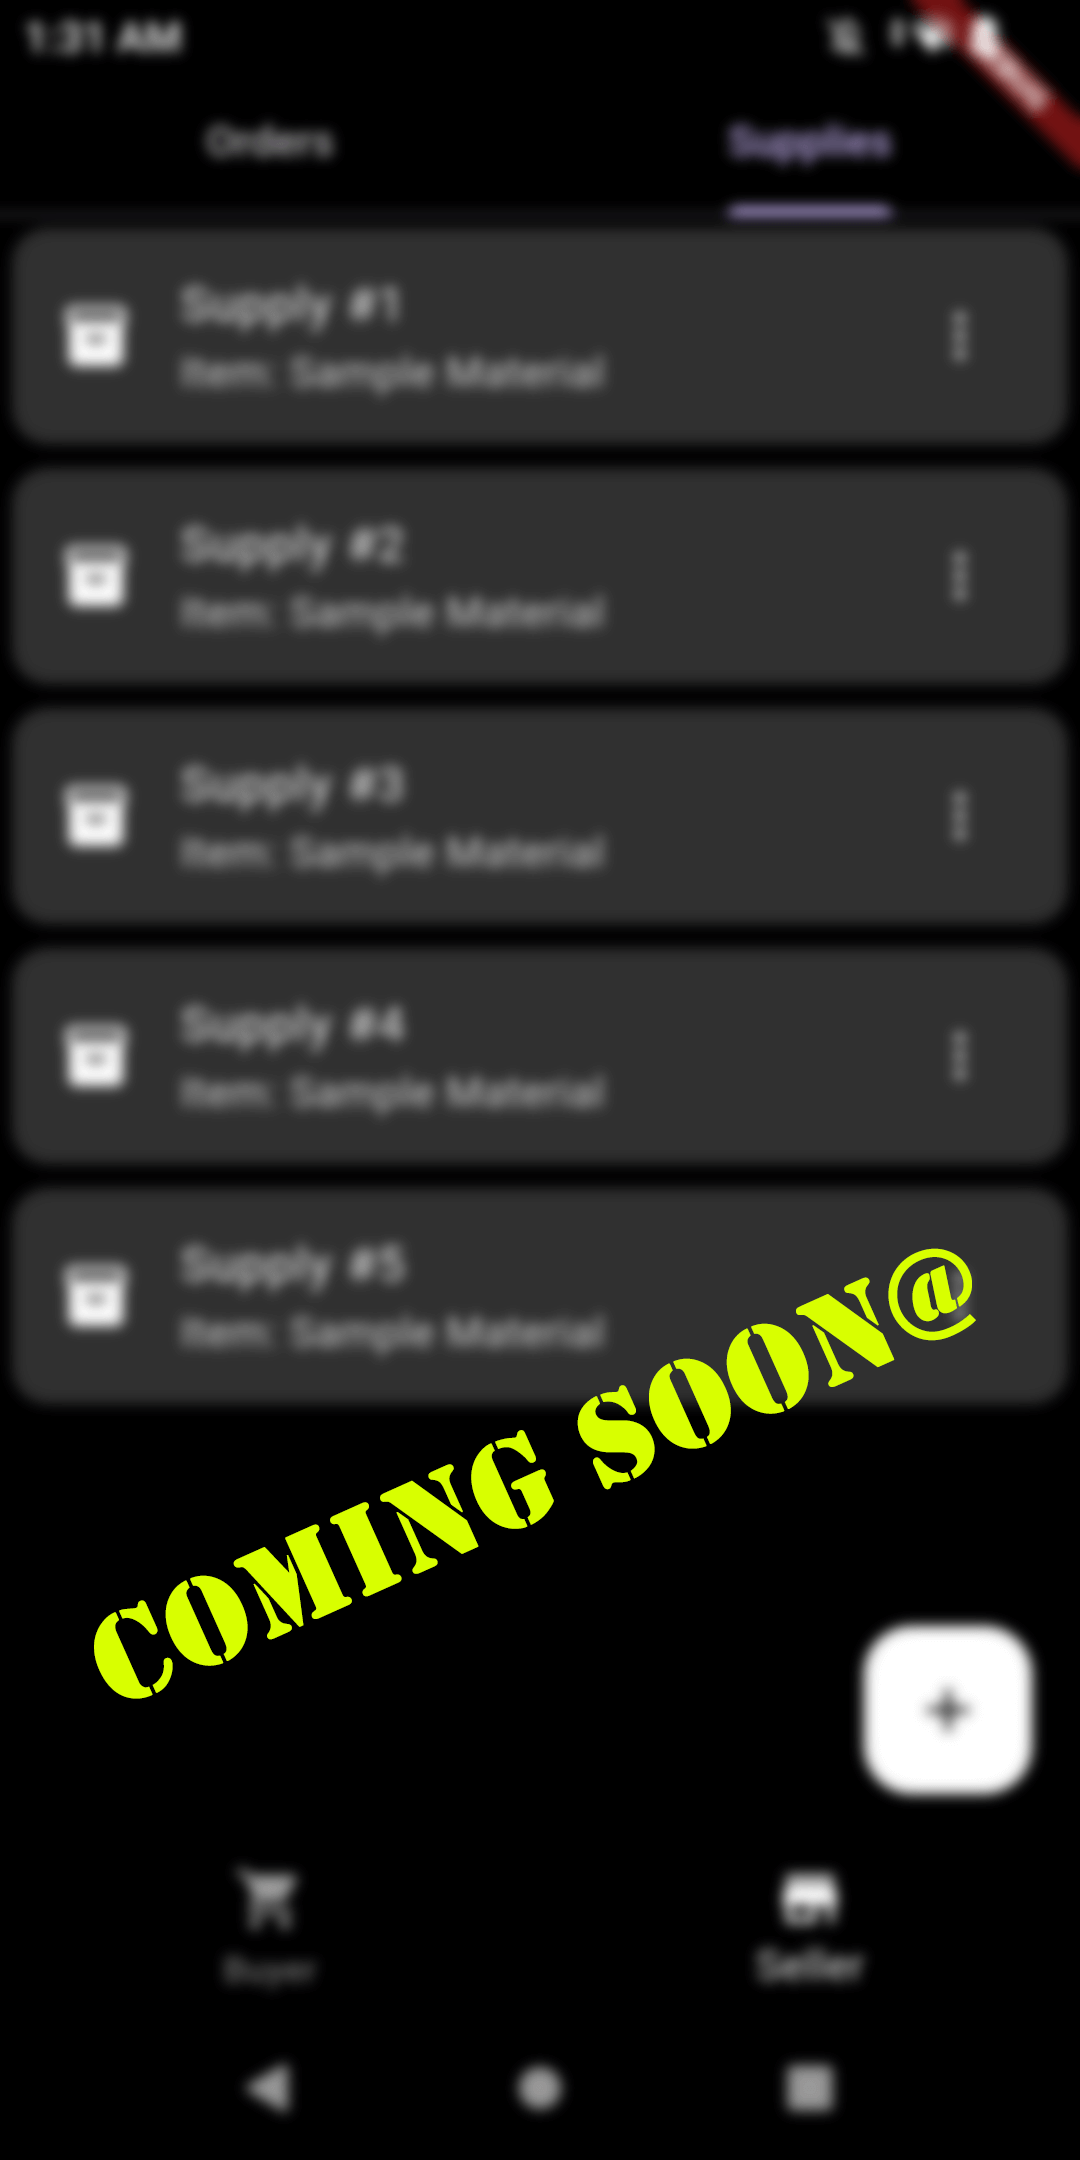 1:31 AM
Orders
Supplies
Supply #1
Item: Sample Material
Supply #2
Item: Sample Material
Supply #3
Item: Sample Material
Supply #4
Item: Sample Material
Supply #5
Item: Sample Material
COMING SOON@
Buyer
Seller